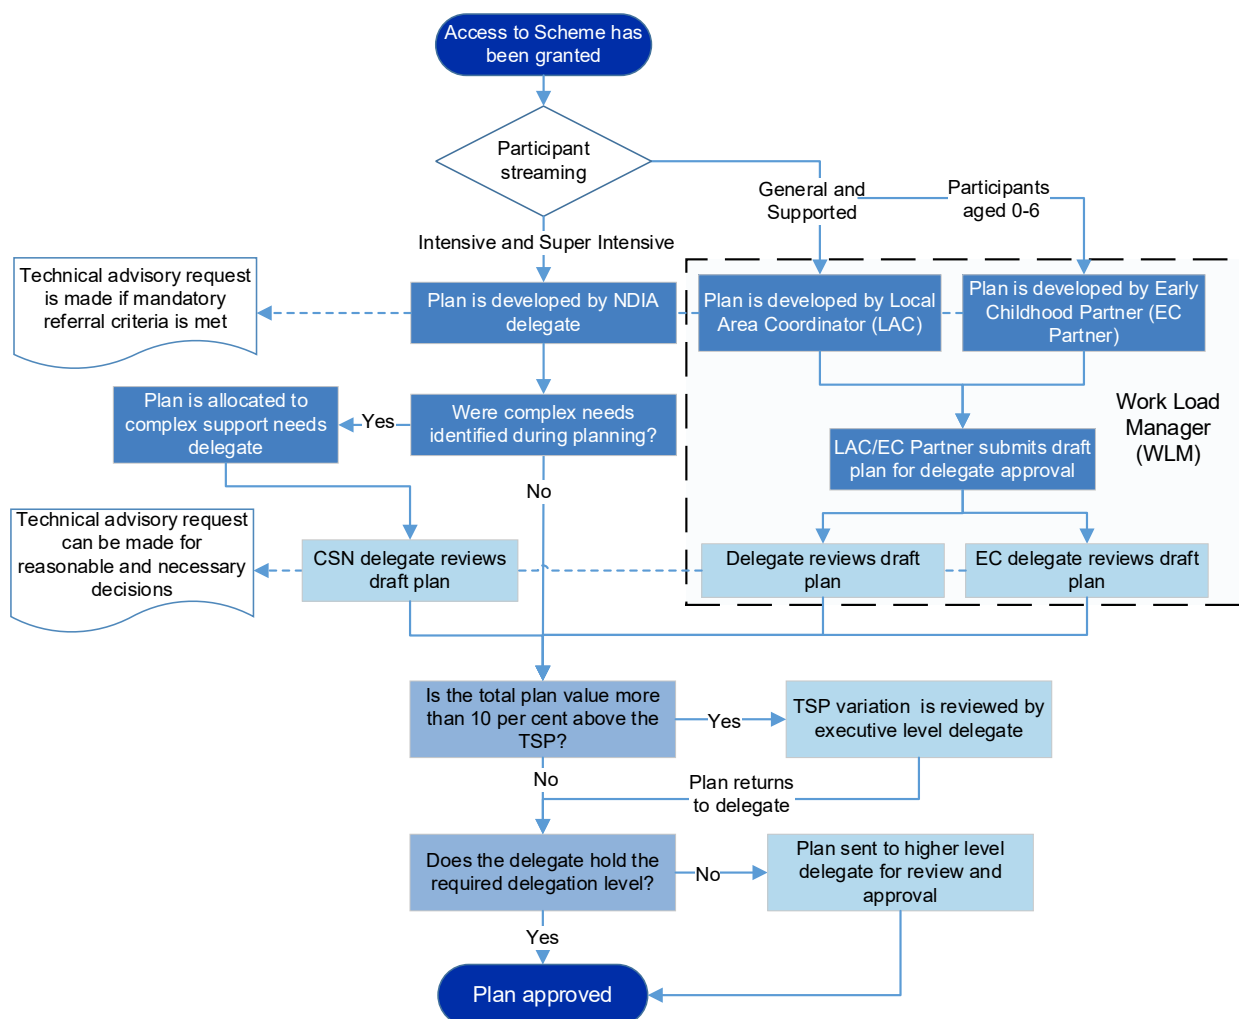 Access to Scheme has
been granted
Participant
streaming
General and
Supported
Participants
aged 0-6
Intensive and Super Intensive
Technical advisory request
is made if mandatory
referral criteria is met
Plan is developed by NDIA
delegate
Plan is developed by Local
Area Coordinator (LAC)
Plan is developed by Early
Childhood Partner (EC
Partner)
Plan is allocated to
complex support needs
delegate
Yes
Were complex needs
identified during planning?
Work Load
Manager
(WLM)
LAC/EC Partner submits draft
plan for delegate approval
No
Technical advisory request
can be made for
reasonable and necessary
decisions
CSN delegate reviews
draft plan
Delegate reviews draft
plan
EC delegate reviews draft
plan
Is the total plan value more
than 10 per cent above the
TSP?
Yes
TSP variation is reviewed by
executive level delegate
No
Plan returns
to delegate
Does the delegate hold the
required delegation level?
No
Plan sent to higher level
delegate for review and
approval
Yes
Plan approved